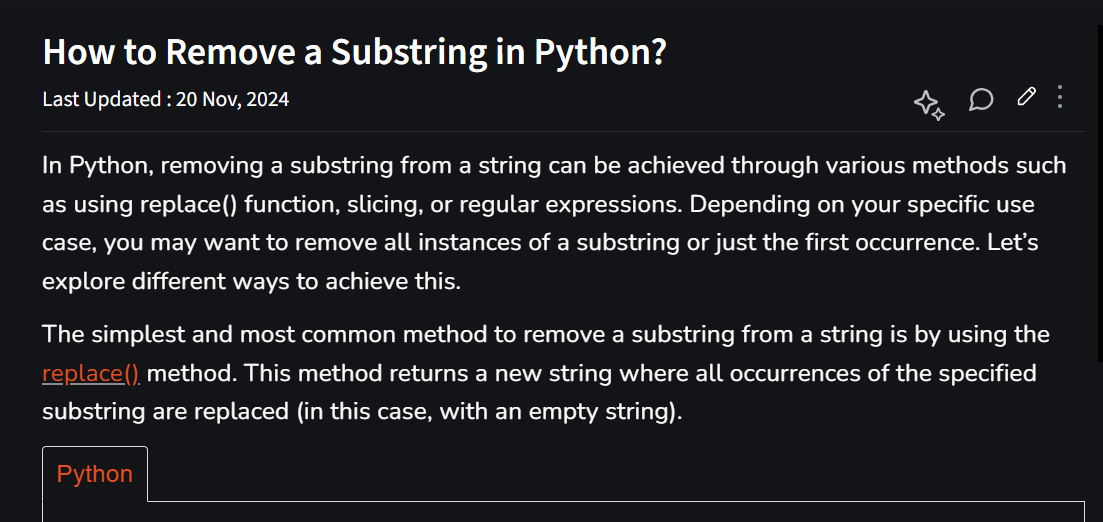 How to Remove a Substring in Python?
Last Updated : 20 Nov, 2024
In Python, removing a substring from a string can be achieved through various methods such
as using replace() function, slicing, or regular expressions. Depending on your specific use
case, you may want to remove all instances of a substring or just the first occurrence. Let’s
explore different ways to achieve this.
The simplest and most common method to remove a substring from a string is by using the
replace() method. This method returns a new string where all occurrences of the specified
substring are replaced (in this case, with an empty string).
Python